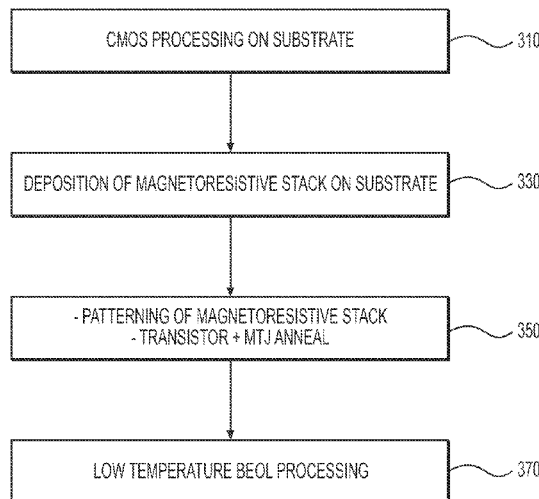 CMOS PROCESSING ON SUBSTRATE
310
DEPOSITION OF MAGNETORESISTIVE STACK ON SUBSTRATE
330
- PATTERNING OF MAGNETORESISTIVE STACK
- TRANSISTOR + MTJ ANNEAL
350
LOW TEMPERATURE BEOL PROCESSING
370